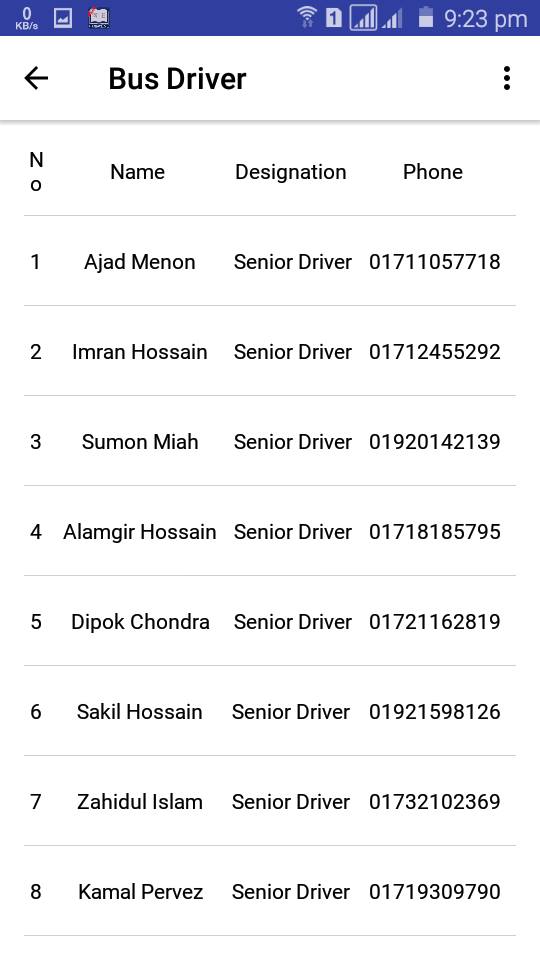 0
KB/s
1
9:23 pm
Bus Driver
No Name Designation Phone
1 Ajad Menon Senior Driver 01711057718
2 Imran Hossain Senior Driver 01712455292
3 Sumon Miah Senior Driver 01920142139
4 Alamgir Hossain Senior Driver 01718185795
5 Dipok Chondra Senior Driver 01721162819
6 Sakil Hossain Senior Driver 01921598126
7 Zahidul Islam Senior Driver 01732102369
8 Kamal Pervez Senior Driver 01719309790